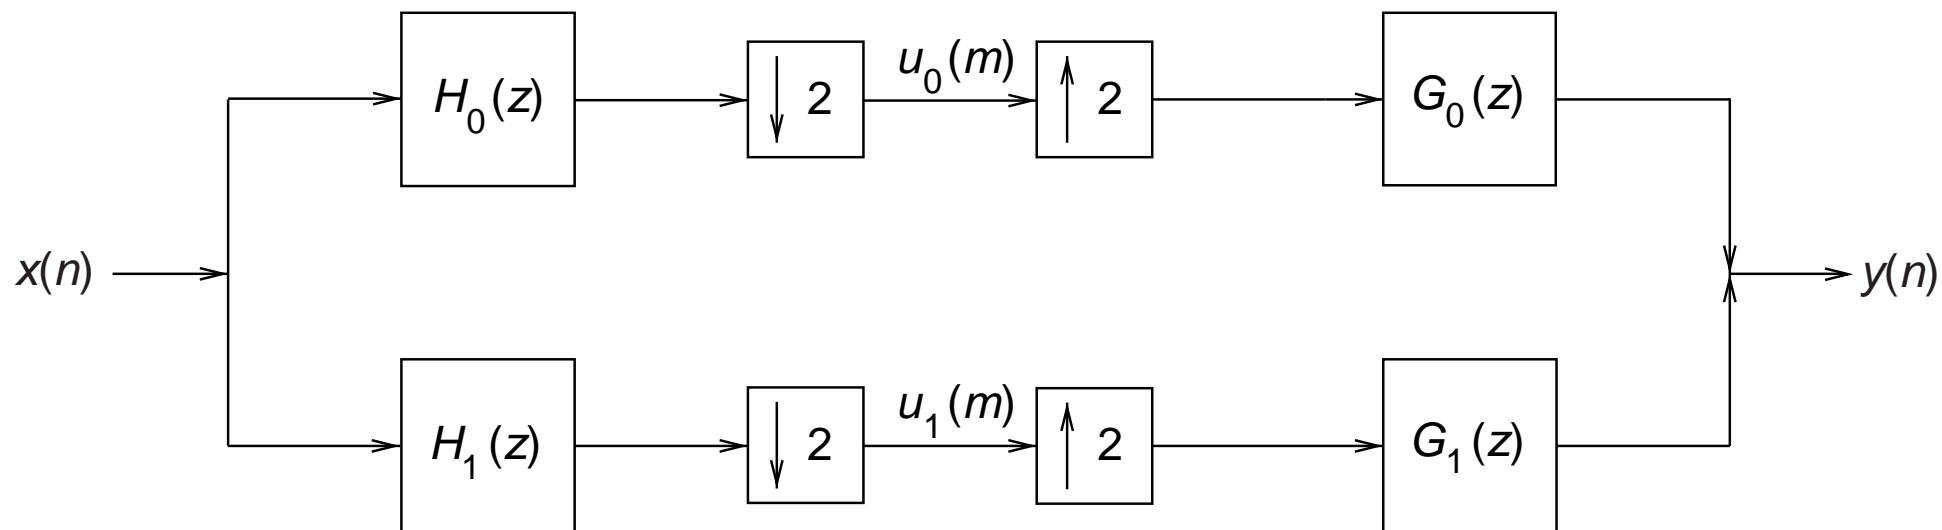 H₀(z) ↓ 2 u₀(m) ↑ 2 G₀(z)
x(n) y(n)
H₁(z) ↓ 2 u₁(m) ↑ 2 G₁(z)